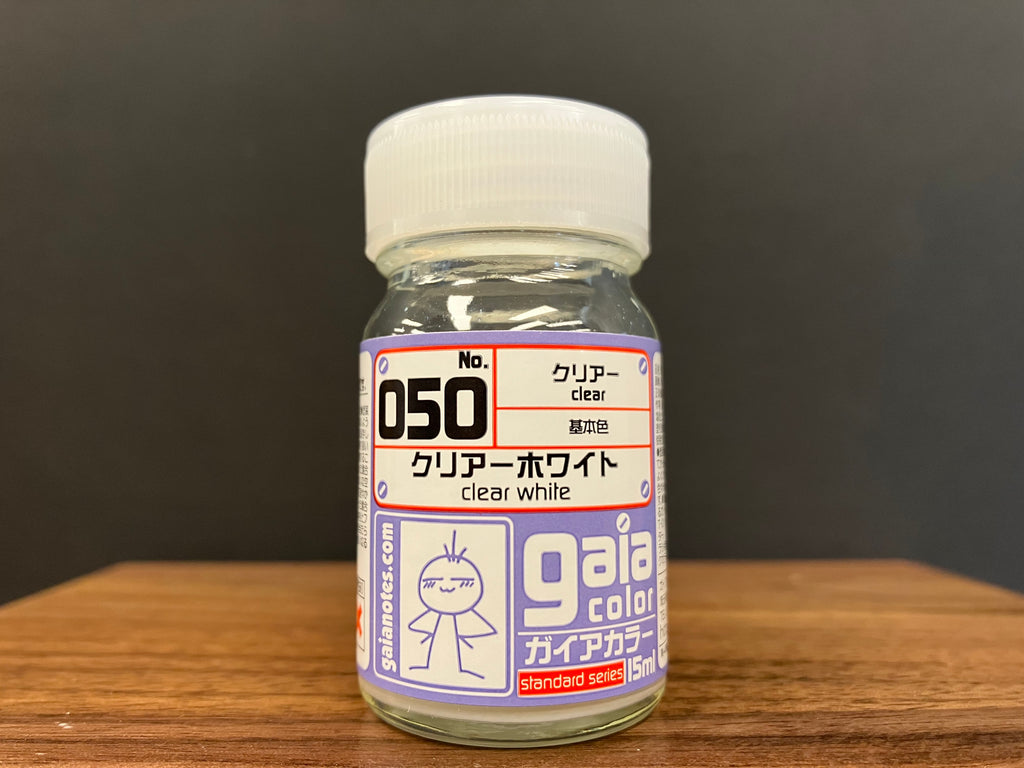 No.
050
クリアー
clear
基本色
クリアーホワイト
clear white
gaianotes.com
gaia
color
ガイアカラー
standard series
15ml